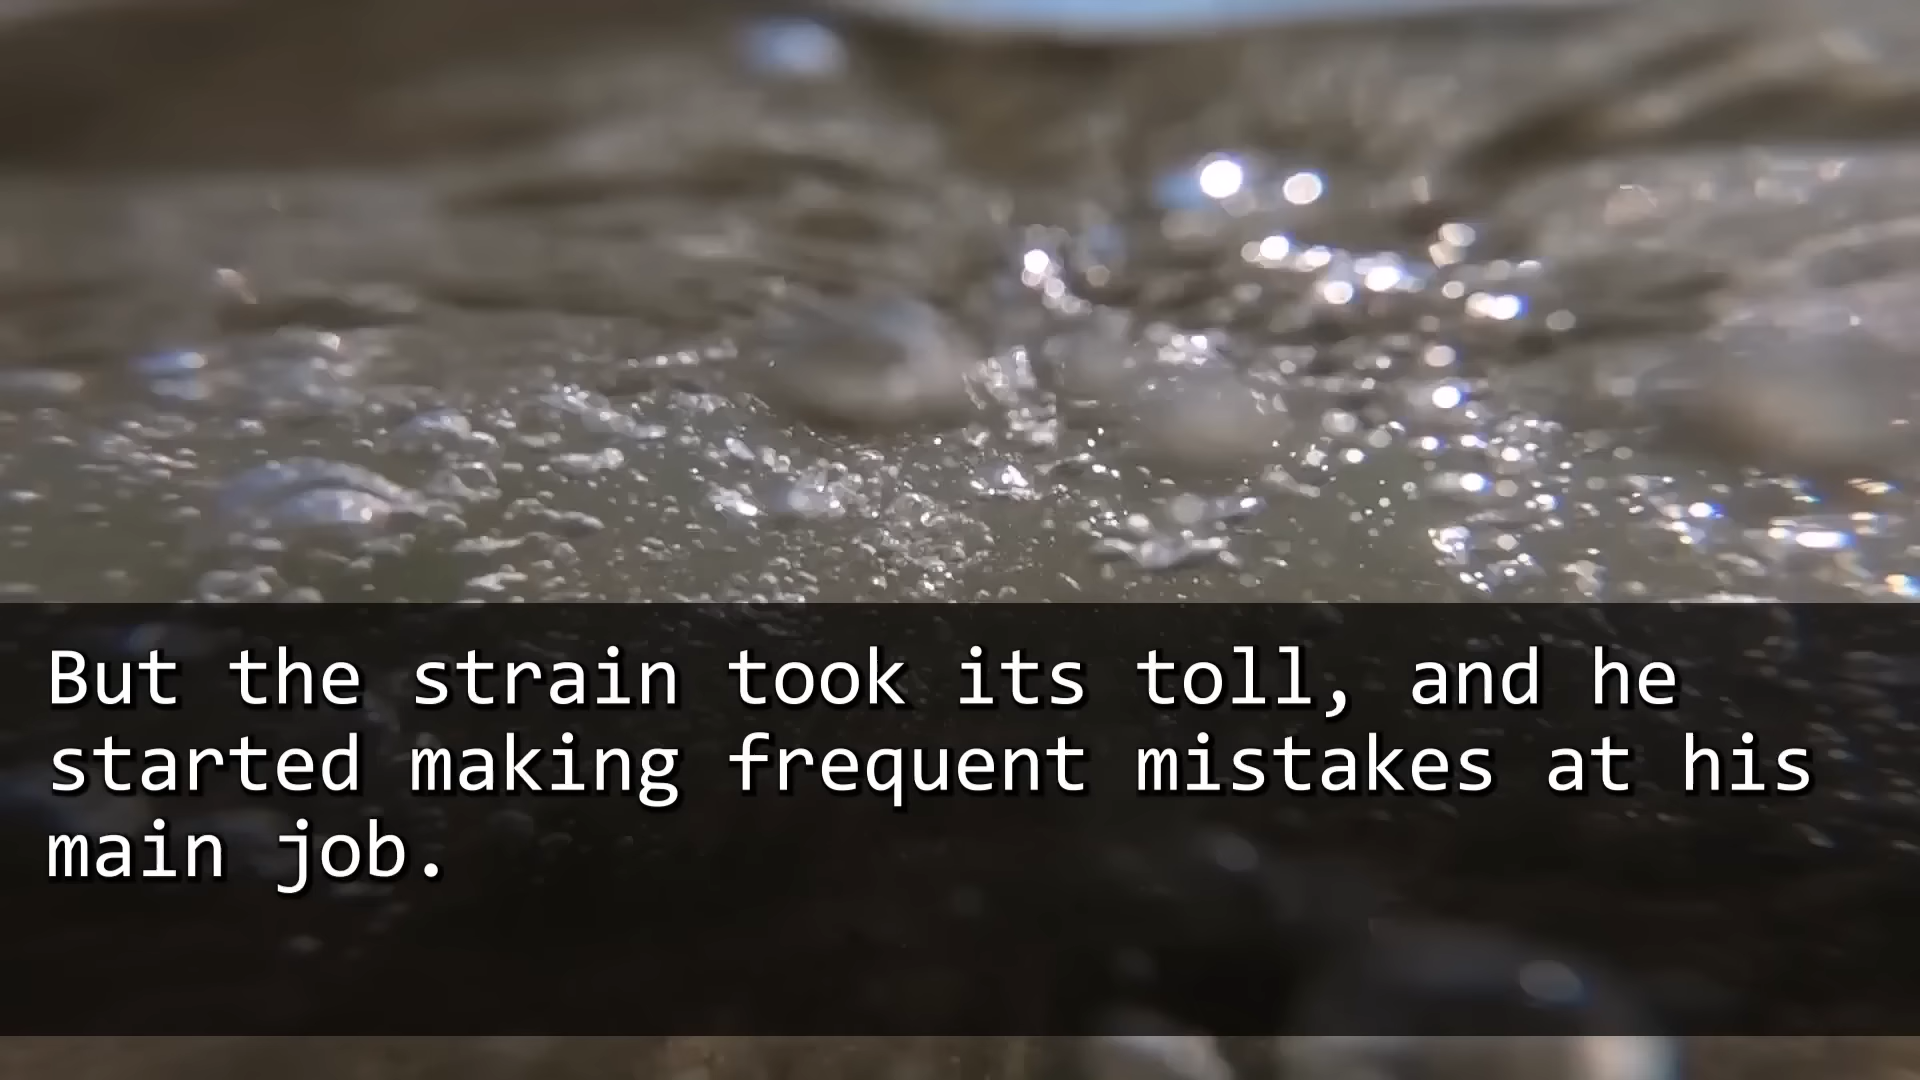 But the strain took its toll, and he
started making frequent mistakes at his
main job.